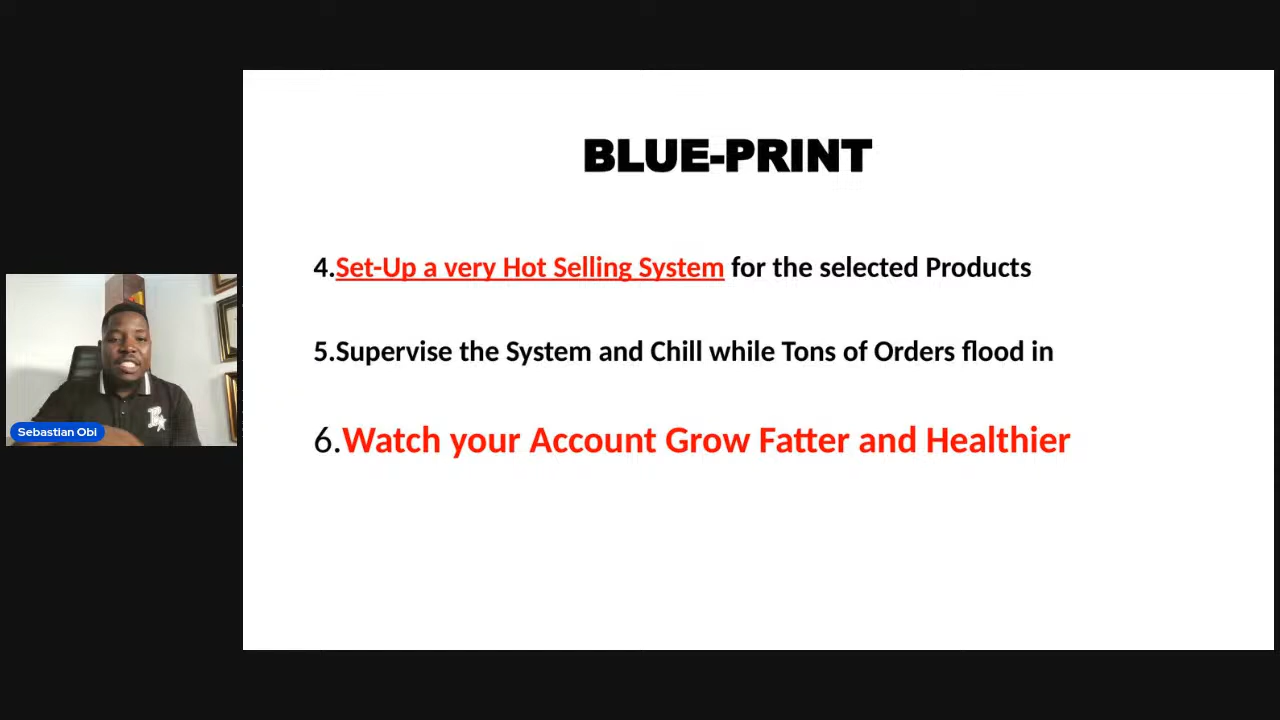 BLUE-PRINT
4.Set-Up a very Hot Selling System for the selected Products
5.Supervise the System and Chill while Tons of Orders flood in
6.Watch your Account Grow Fatter and Healthier
Sebastian Obi